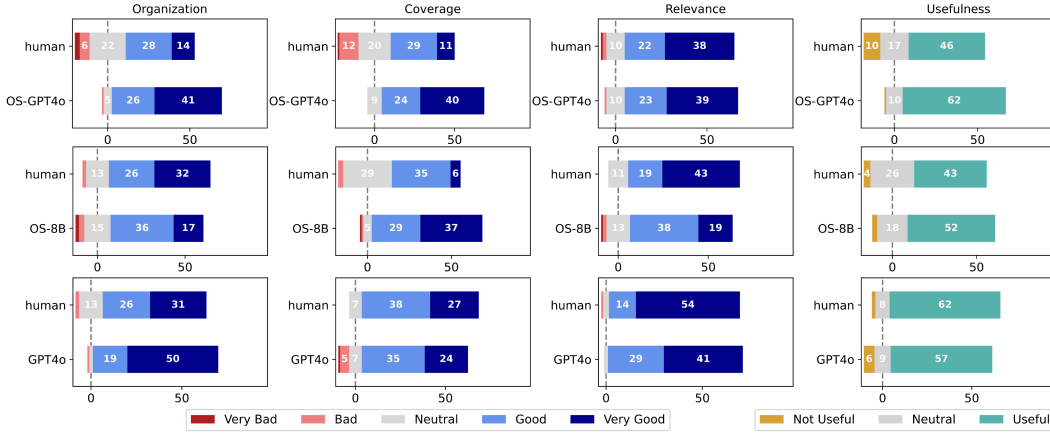 Organization Coverage Relevance Usefulness
human 6 22 28 14 human 12 20 29 11 human 10 22 38 human 10 17 46
OS-GPT4o 5 26 41 OS-GPT4o 9 24 40 OS-GPT4o 10 23 39 OS-GPT4o 10 62
0 50 0 50 0 50 0 50
human 13 26 32 human 29 35 6 human 11 19 43 human 4 26 43
OS-8B 15 36 17 OS-8B 5 29 37 OS-8B 13 38 19 OS-8B 18 52
0 50 0 50 0 50 0 50
human 13 26 31 human 7 38 27 human 14 54 human 8 62
GPT4o 19 50 GPT4o 5 7 35 24 GPT4o 29 41 GPT4o 6 9 57
0 50 0 50 0 50 0 50
Very Bad Bad Neutral Good Very Good Not Useful Neutral Useful